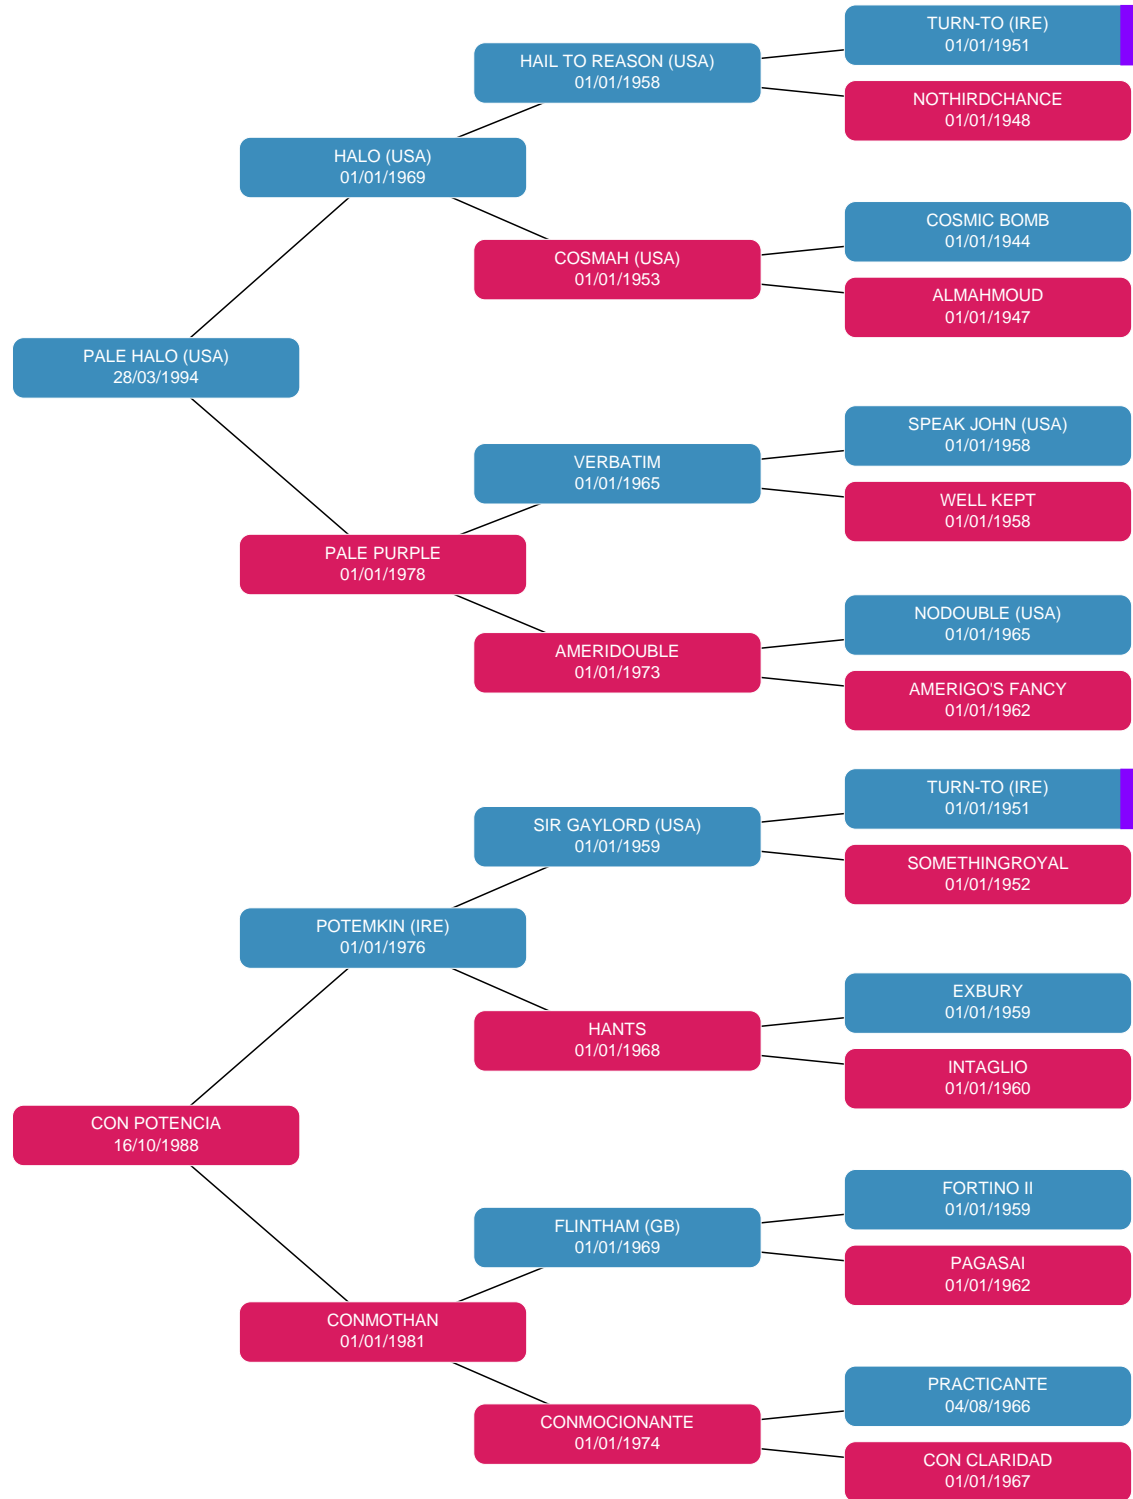 TURN-TO (IRE)
01/01/1951
HAIL TO REASON (USA)
01/01/1958
NOTHIRDCHANCE
01/01/1948
HALO (USA)
01/01/1969
COSMIC BOMB
01/01/1944
COSMAH (USA)
01/01/1953
ALMAHMOUD
01/01/1947
PALE HALO (USA)
28/03/1994
SPEAK JOHN (USA)
01/01/1958
VERBATIM
01/01/1965
WELL KEPT
01/01/1958
PALE PURPLE
01/01/1978
NODOUBLE (USA)
01/01/1965
AMERIDOUBLE
01/01/1973
AMERIGO'S FANCY
01/01/1962
TURN-TO (IRE)
01/01/1951
SIR GAYLORD (USA)
01/01/1959
SOMETHINGROYAL
01/01/1952
POTEMKIN (IRE)
01/01/1976
EXBURY
01/01/1959
HANTS
01/01/1968
INTAGLIO
01/01/1960
CON POTENCIA
16/10/1988
FORTINO II
01/01/1959
FLINTHAM (GB)
01/01/1969
PAGASAI
01/01/1962
CONMOTHAN
01/01/1981
PRACTICANTE
04/08/1966
CONMOCIONANTE
01/01/1974
CON CLARIDAD
01/01/1967